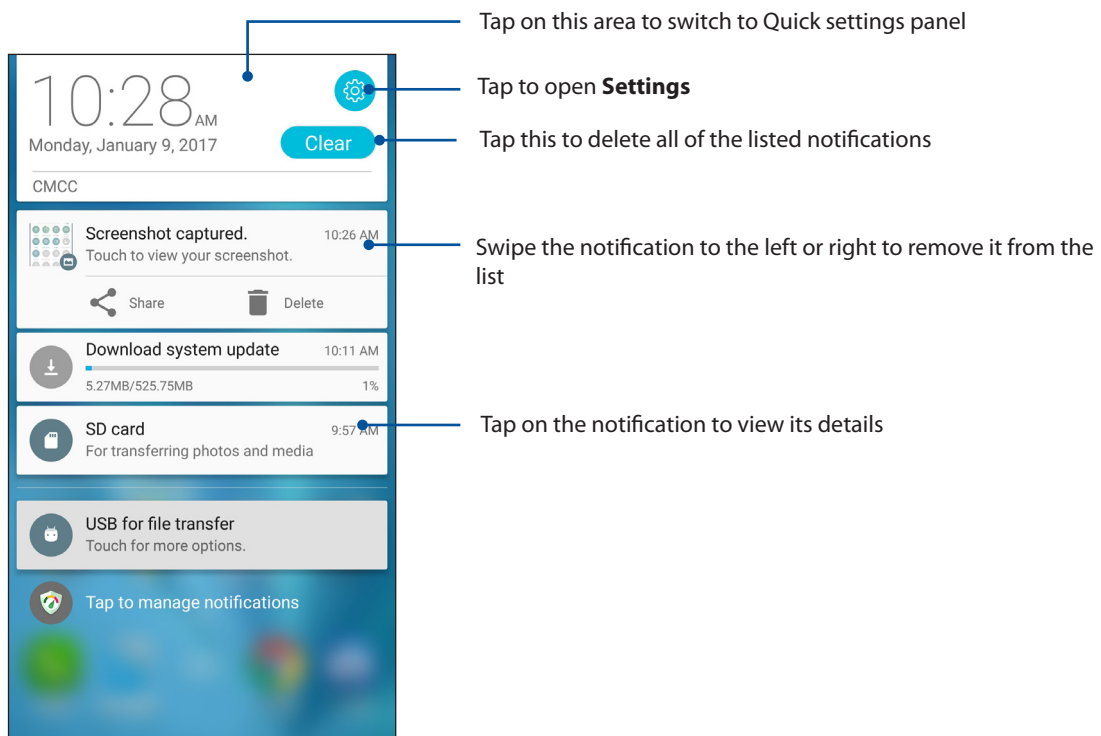 Tap on this area to switch to Quick settings panel
10:28 AM
Tap to open Settings
Monday, January 9, 2017
Clear
Tap this to delete all of the listed notifications
CMCC
Screenshot captured.
10:26 AM
Touch to view your screenshot.
Swipe the notification to the left or right to remove it from the
list
Share
Delete
Download system update
10:11 AM
5.27MB/525.75MB
1%
SD card
9:57 AM
For transferring photos and media
Tap on the notification to view its details
USB for file transfer
Touch for more options.
Tap to manage notifications